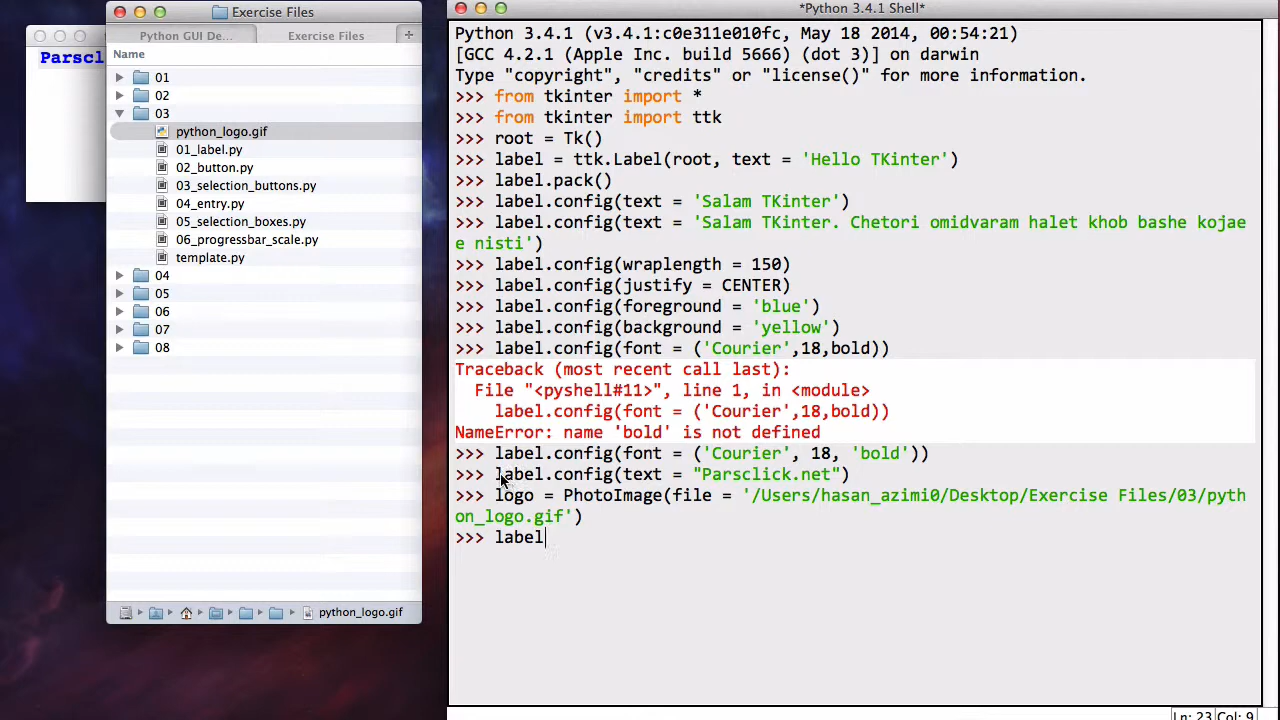 Exercise Files
Python GUI De...
Exercise Files
+
Name
01
02
03
python_logo.gif
01_label.py
02_button.py
03_selection_buttons.py
04_entry.py
05_selection_boxes.py
06_progressbar_scale.py
template.py
04
05
06
07
08
python_logo.gif
Parscl
*Python 3.4.1 Shell*
Python 3.4.1 (v3.4.1:c0e311e010fc, May 18 2014, 00:54:21)
[GCC 4.2.1 (Apple Inc. build 5666) (dot 3)] on darwin
Type "copyright", "credits" or "license()" for more information.
>>> from tkinter import *
>>> from tkinter import ttk
>>> root = Tk()
>>> label = ttk.Label(root, text = 'Hello TKinter')
>>> label.pack()
>>> label.config(text = 'Salam TKinter')
>>> label.config(text = 'Salam TKinter. Chetori omidvaram halet khob bashe kojae
e nisti')
>>> label.config(wraplength = 150)
>>> label.config(justify = CENTER)
>>> label.config(foreground = 'blue')
>>> label.config(background = 'yellow')
>>> label.config(font = ('Courier',18,bold))
Traceback (most recent call last):
File "<pyshell#11>", line 1, in <module>
label.config(font = ('Courier',18,bold))
NameError: name 'bold' is not defined
>>> label.config(font = ('Courier', 18, 'bold'))
>>> label.config(text = "Parsclick.net")
>>> logo = PhotoImage(file = '/Users/hasan_azimi0/Desktop/Exercise Files/03/pyth
on_logo.gif')
>>> label
Ln: 23 Col: 9